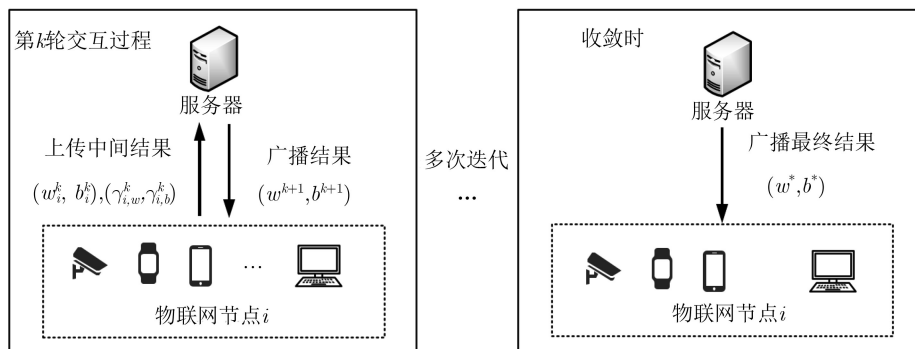 第k轮交互过程
服务器
上传中间结果
(w_i^k, b_i^k),(γ_{i,w}^k,γ_{i,b}^k)
广播结果
(w^{k+1},b^{k+1})
...
物联网节点i
多次迭代
...
收敛时
服务器
广播最终结果
(w^*,b^*)
物联网节点i